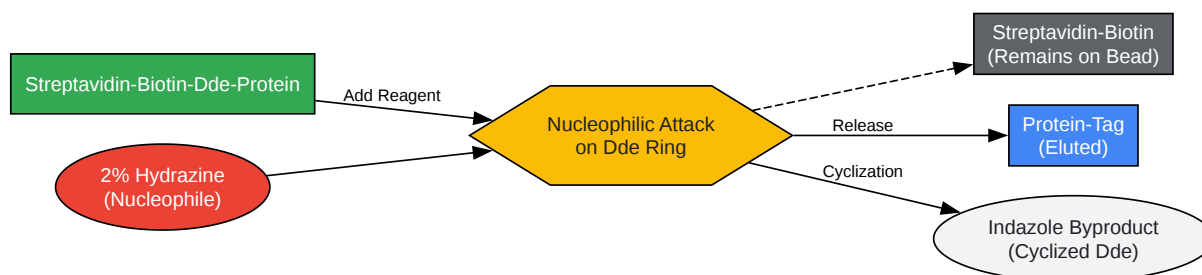 Streptavidin-Biotin-Dde-Protein
Add Reagent
2% Hydrazine
(Nucleophile)
Nucleophilic Attack
on Dde Ring
Streptavidin-Biotin
(Remains on Bead)
Release
Protein-Tag
(Eluted)
Cyclization
Indazole Byproduct
(Cyclized Dde)